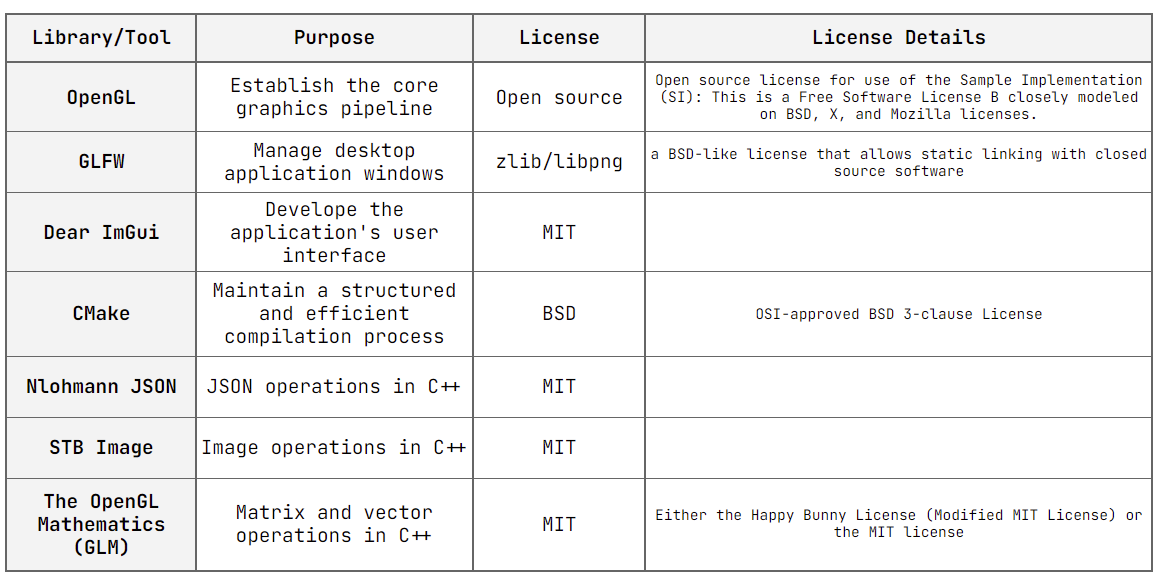 Library/Tool
Purpose
License
License Details
OpenGL
Establish the core
graphics pipeline
Open source
Open source license for use of the Sample Implementation
(SI): This is a Free Software License B closely modeled
on BSD, X, and Mozilla licenses.
GLFW
Manage desktop
application windows
zlib/libpng
a BSD-like license that allows static linking with closed
source software
Dear ImGui
Develope the
application's user
interface
MIT
CMake
Maintain a structured
and efficient
compilation process
BSD
OSI-approved BSD 3-clause License
Nlohmann JSON
JSON operations in C++
MIT
STB Image
Image operations in C++
MIT
The OpenGL
Mathematics
(GLM)
Matrix and vector
operations in C++
MIT
Either the Happy Bunny License (Modified MIT License) or
the MIT license